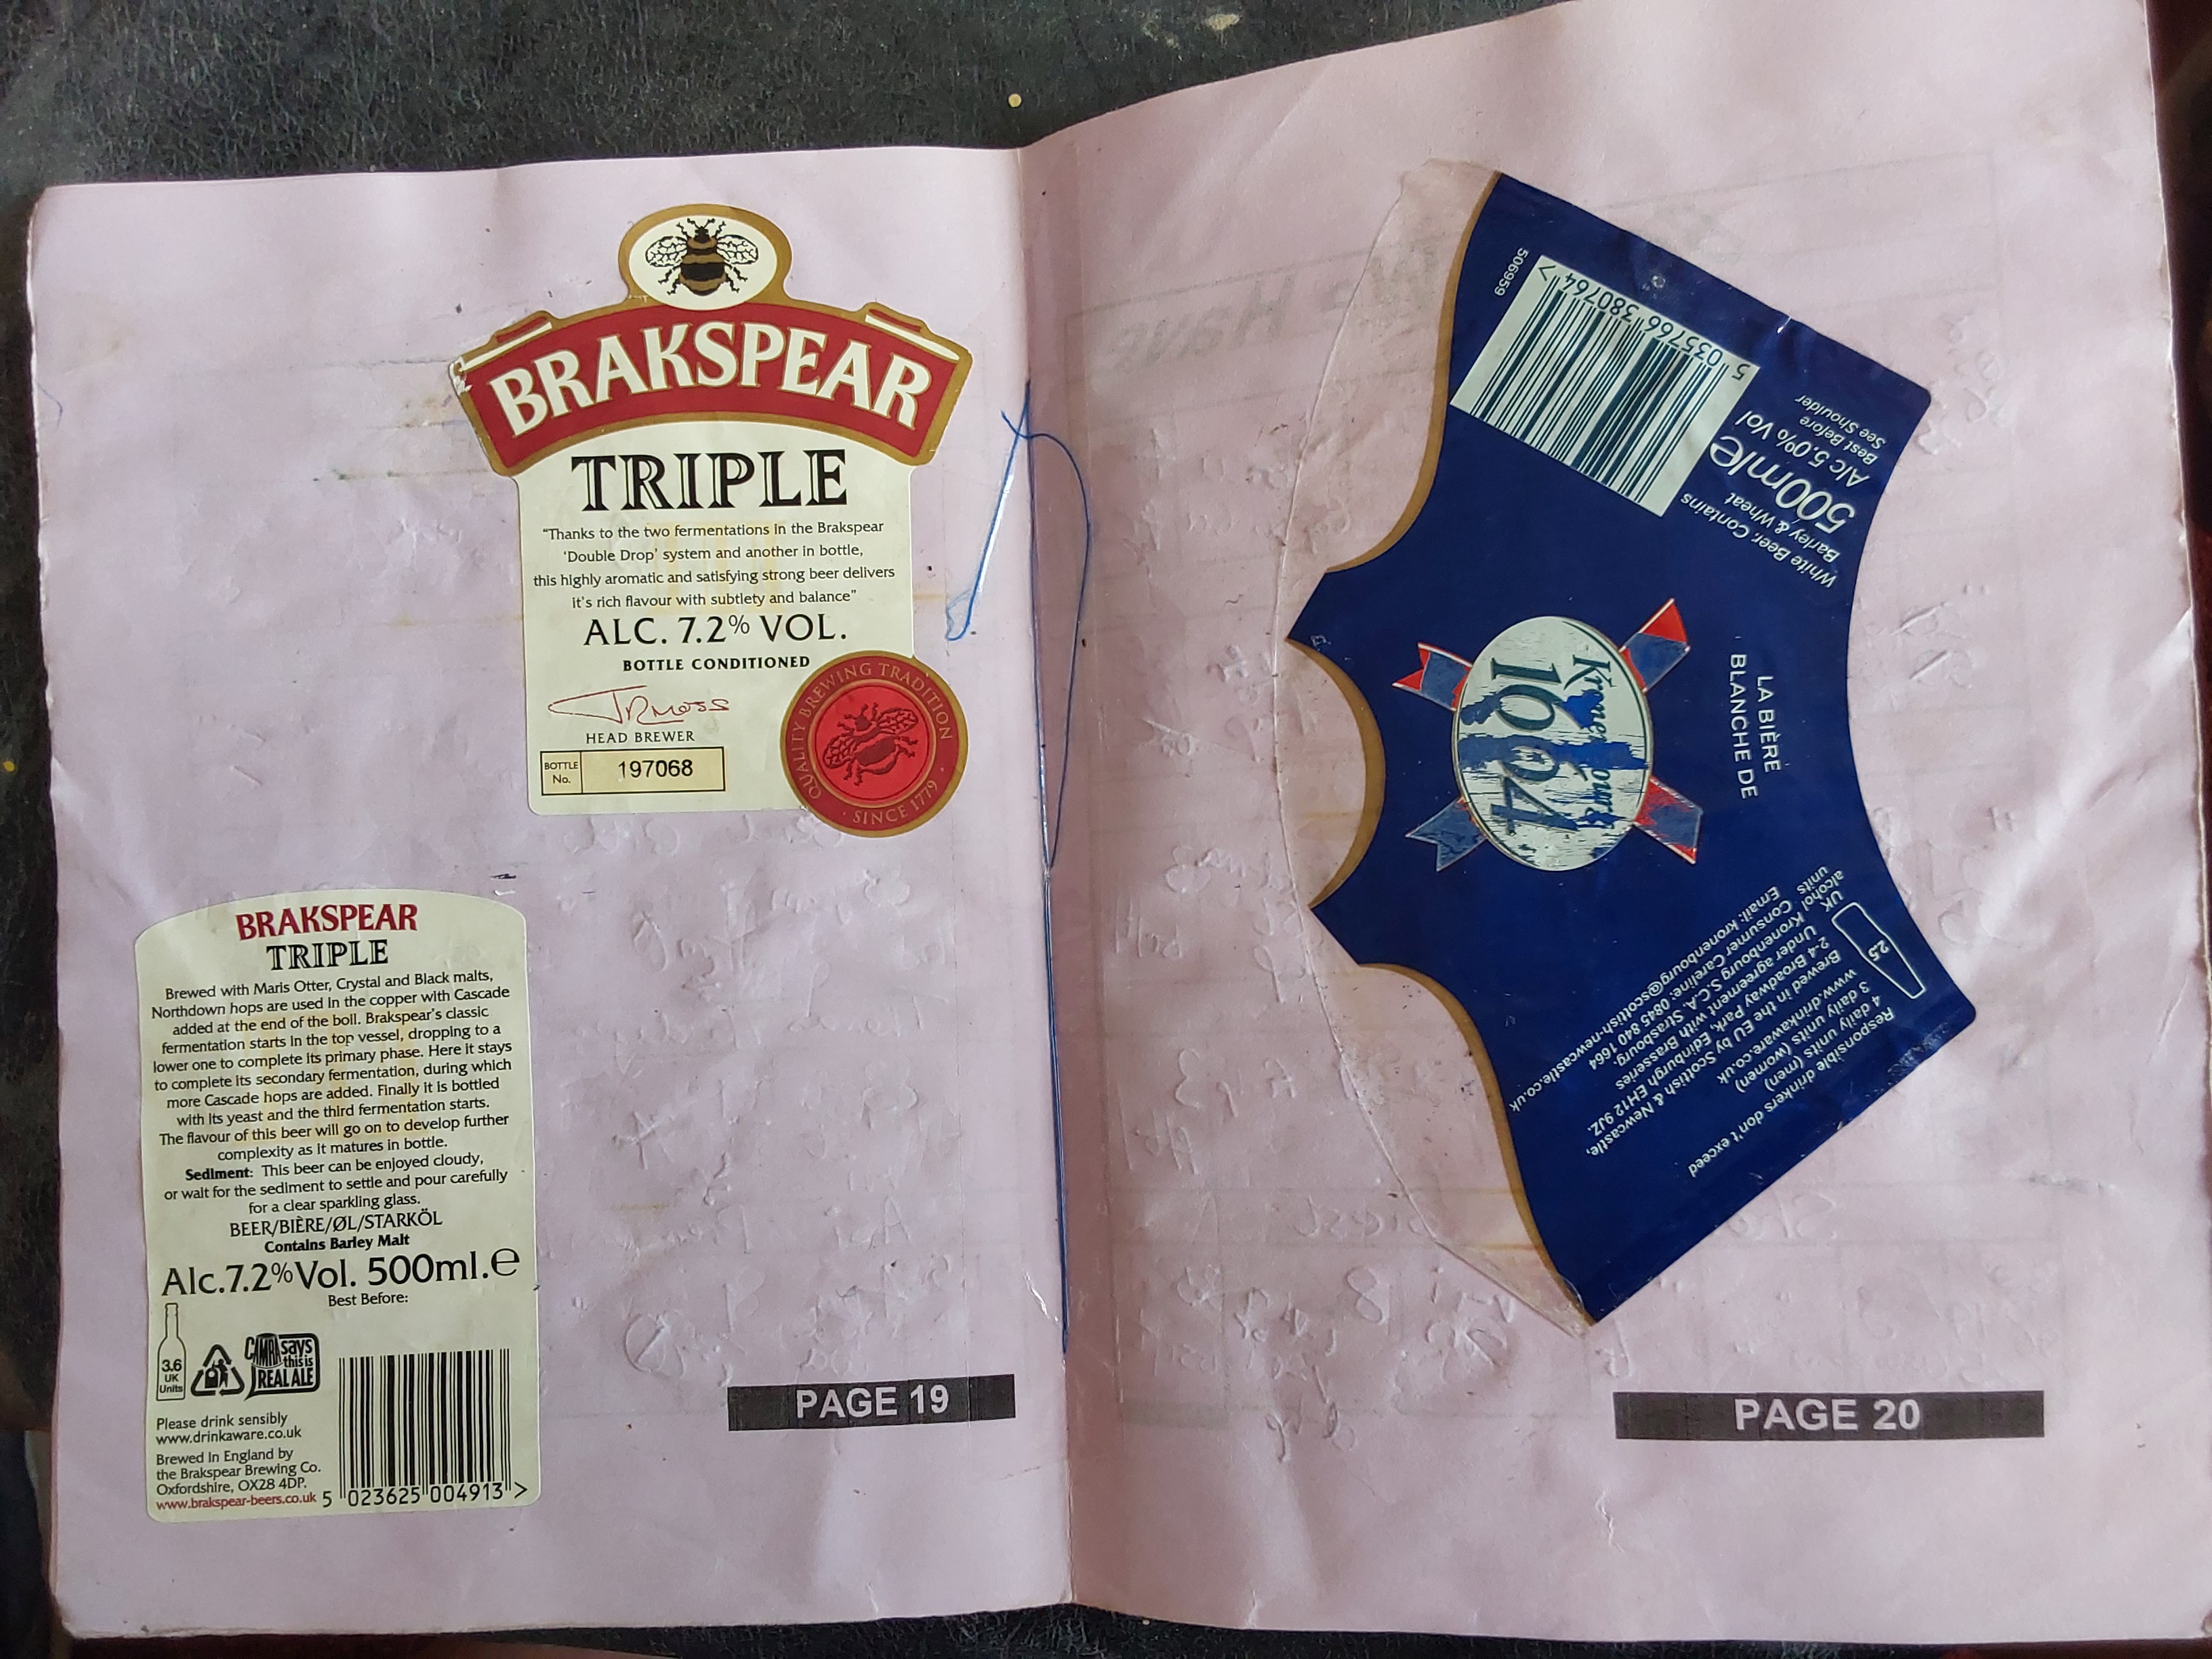 BRAKSPEAR
TRIPLE
“Thanks to the two fermentations in the Brakspear
‘Double Drop’ system and another in bottle,
this highly aromatic and satisfying strong beer delivers
it's rich flavour with subtlety and balance”
ALC. 7.2% VOL.
BOTTLE CONDITIONED
HEAD BREWER
BOTTLE
No.
197068
QUALITY BREWING TRADITION
· SINCE 1779 ·
BRAKSPEAR
TRIPLE
Brewed with Maris Otter, Crystal and Black malts,
Northdown hops are used in the copper with Cascade
added at the end of the boil. Brakspear's classic
fermentation starts in the top vessel, dropping to a
lower one to complete its primary phase. Here it stays
to complete its secondary fermentation, during which
more Cascade hops are added. Finally it is bottled
with its yeast and the third fermentation starts.
The flavour of this beer will go on to develop further
complexity as it matures in bottle.
Sediment: This beer can be enjoyed cloudy,
or wait for the sediment to settle and pour carefully
for a clear sparkling glass.
BEER/BIÈRE/ØL/STARKÖL
Contains Barley Malt
Alc.7.2%Vol. 500ml.e
Best Before:
3.6
UK
Units
CAMRA says
this is
REAL ALE
Please drink sensibly
www.drinkaware.co.uk
Brewed in England by
the Brakspear Brewing Co.
Oxfordshire, OX28 4DP.
www.brakspear-beers.co.uk
5 023625 004913 >
PAGE 19
506959
5 035766 380764 >
White Beer. Contains
Barley & Wheat
500mle
Alc 5.0% Vol
Best Before
See Shoulder
Kronenbourg
1664
LA BIÈRE
BLANCHE DE
2.5
UK
alcohol
units
Responsible drinkers don't exceed
4 daily units (men)
3 daily units (women)
www.drinkaware.co.uk
Brewed in the EU by Scottish & Newcastle,
2-4 Broadway Park, Edinburgh EH12 9JZ.
Under agreement with Brasseries
Kronenbourg S.C.A. Strasbourg.
Consumer Careline: 0845 840 1664
Email: kronenbourg@scottish-newcastle.co.uk
PAGE 20